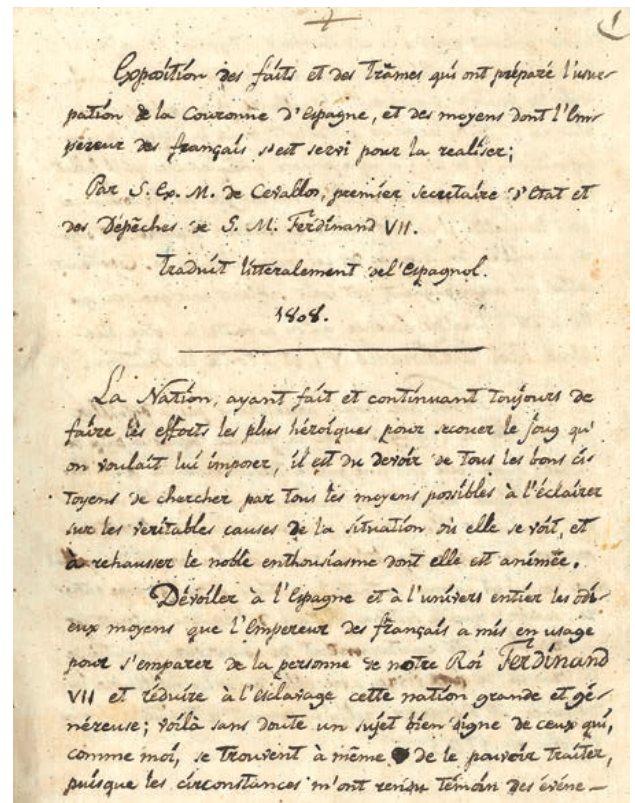 1
Exposition des faits et des trâmes qui ont préparé l'usur-
pation de la Couronne d'Espagne, et des moyens dont l'Em-
pereur des français s'est servi pour la realiser;
Par S. Ex. M. de Cevallos, premier secretaire d'Etat et
des Dépêches de S. M. Ferdinand VII.
Traduit litteralement de l'Espagnol.
1808.
La Nation, ayant fait et continuant toujours de
faire les efforts les plus héroïques pour secouer le joug qu'
on voulait lui imposer, il est du devoir de tous les bons ci-
toyens de chercher par tous les moyens possibles à l'éclairer
sur les veritables causes de la situation où elle se voit, et
à rehausser le noble enthousiasme dont elle est animée.
Dévoiler à l'Espagne et à l'univers entier les odi-
eux moyens que l'Empereur des français a mis en usage
pour s'emparer de la personne de notre Roi Ferdinand
VII et réduire à l'esclavage cette nation grande et gé-
néreuse; voilà sans doute un sujet bien digne de ceux qui,
comme moi, se trouvent à même de le pouvoir traiter,
puisque les circonstances m'ont rendu témoin des événe-